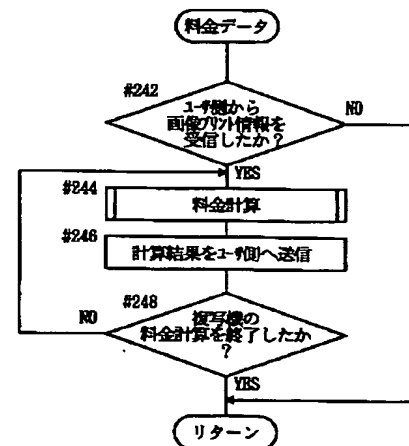 料金データ
#242
ユーザ側から
画像プリント情報を
受信したか?
NO
YES
#244
料金計算
#246
計算結果をユーザ側へ送信
#248
複写機の
料金計算を終了したか
?
NO
YES
リターン